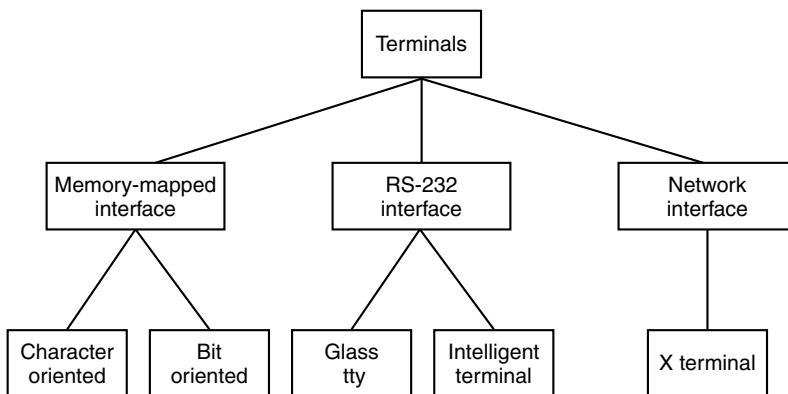 Terminals
Memory-mapped
interface
RS-232
interface
Network
interface
Character
oriented
Bit
oriented
Glass
tty
Intelligent
terminal
X terminal